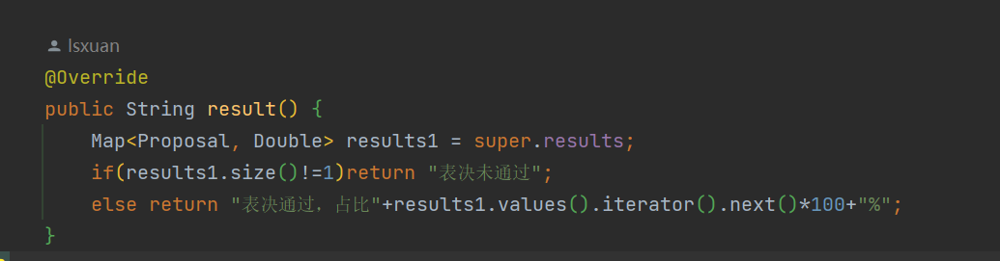 lsxuan
@Override
public String result() {
Map<Proposal, Double> results1 = super.results;
if(results1.size()!=1)return "表决未通过";
else return "表决通过，占比"+results1.values().iterator().next()*100+"%";
}